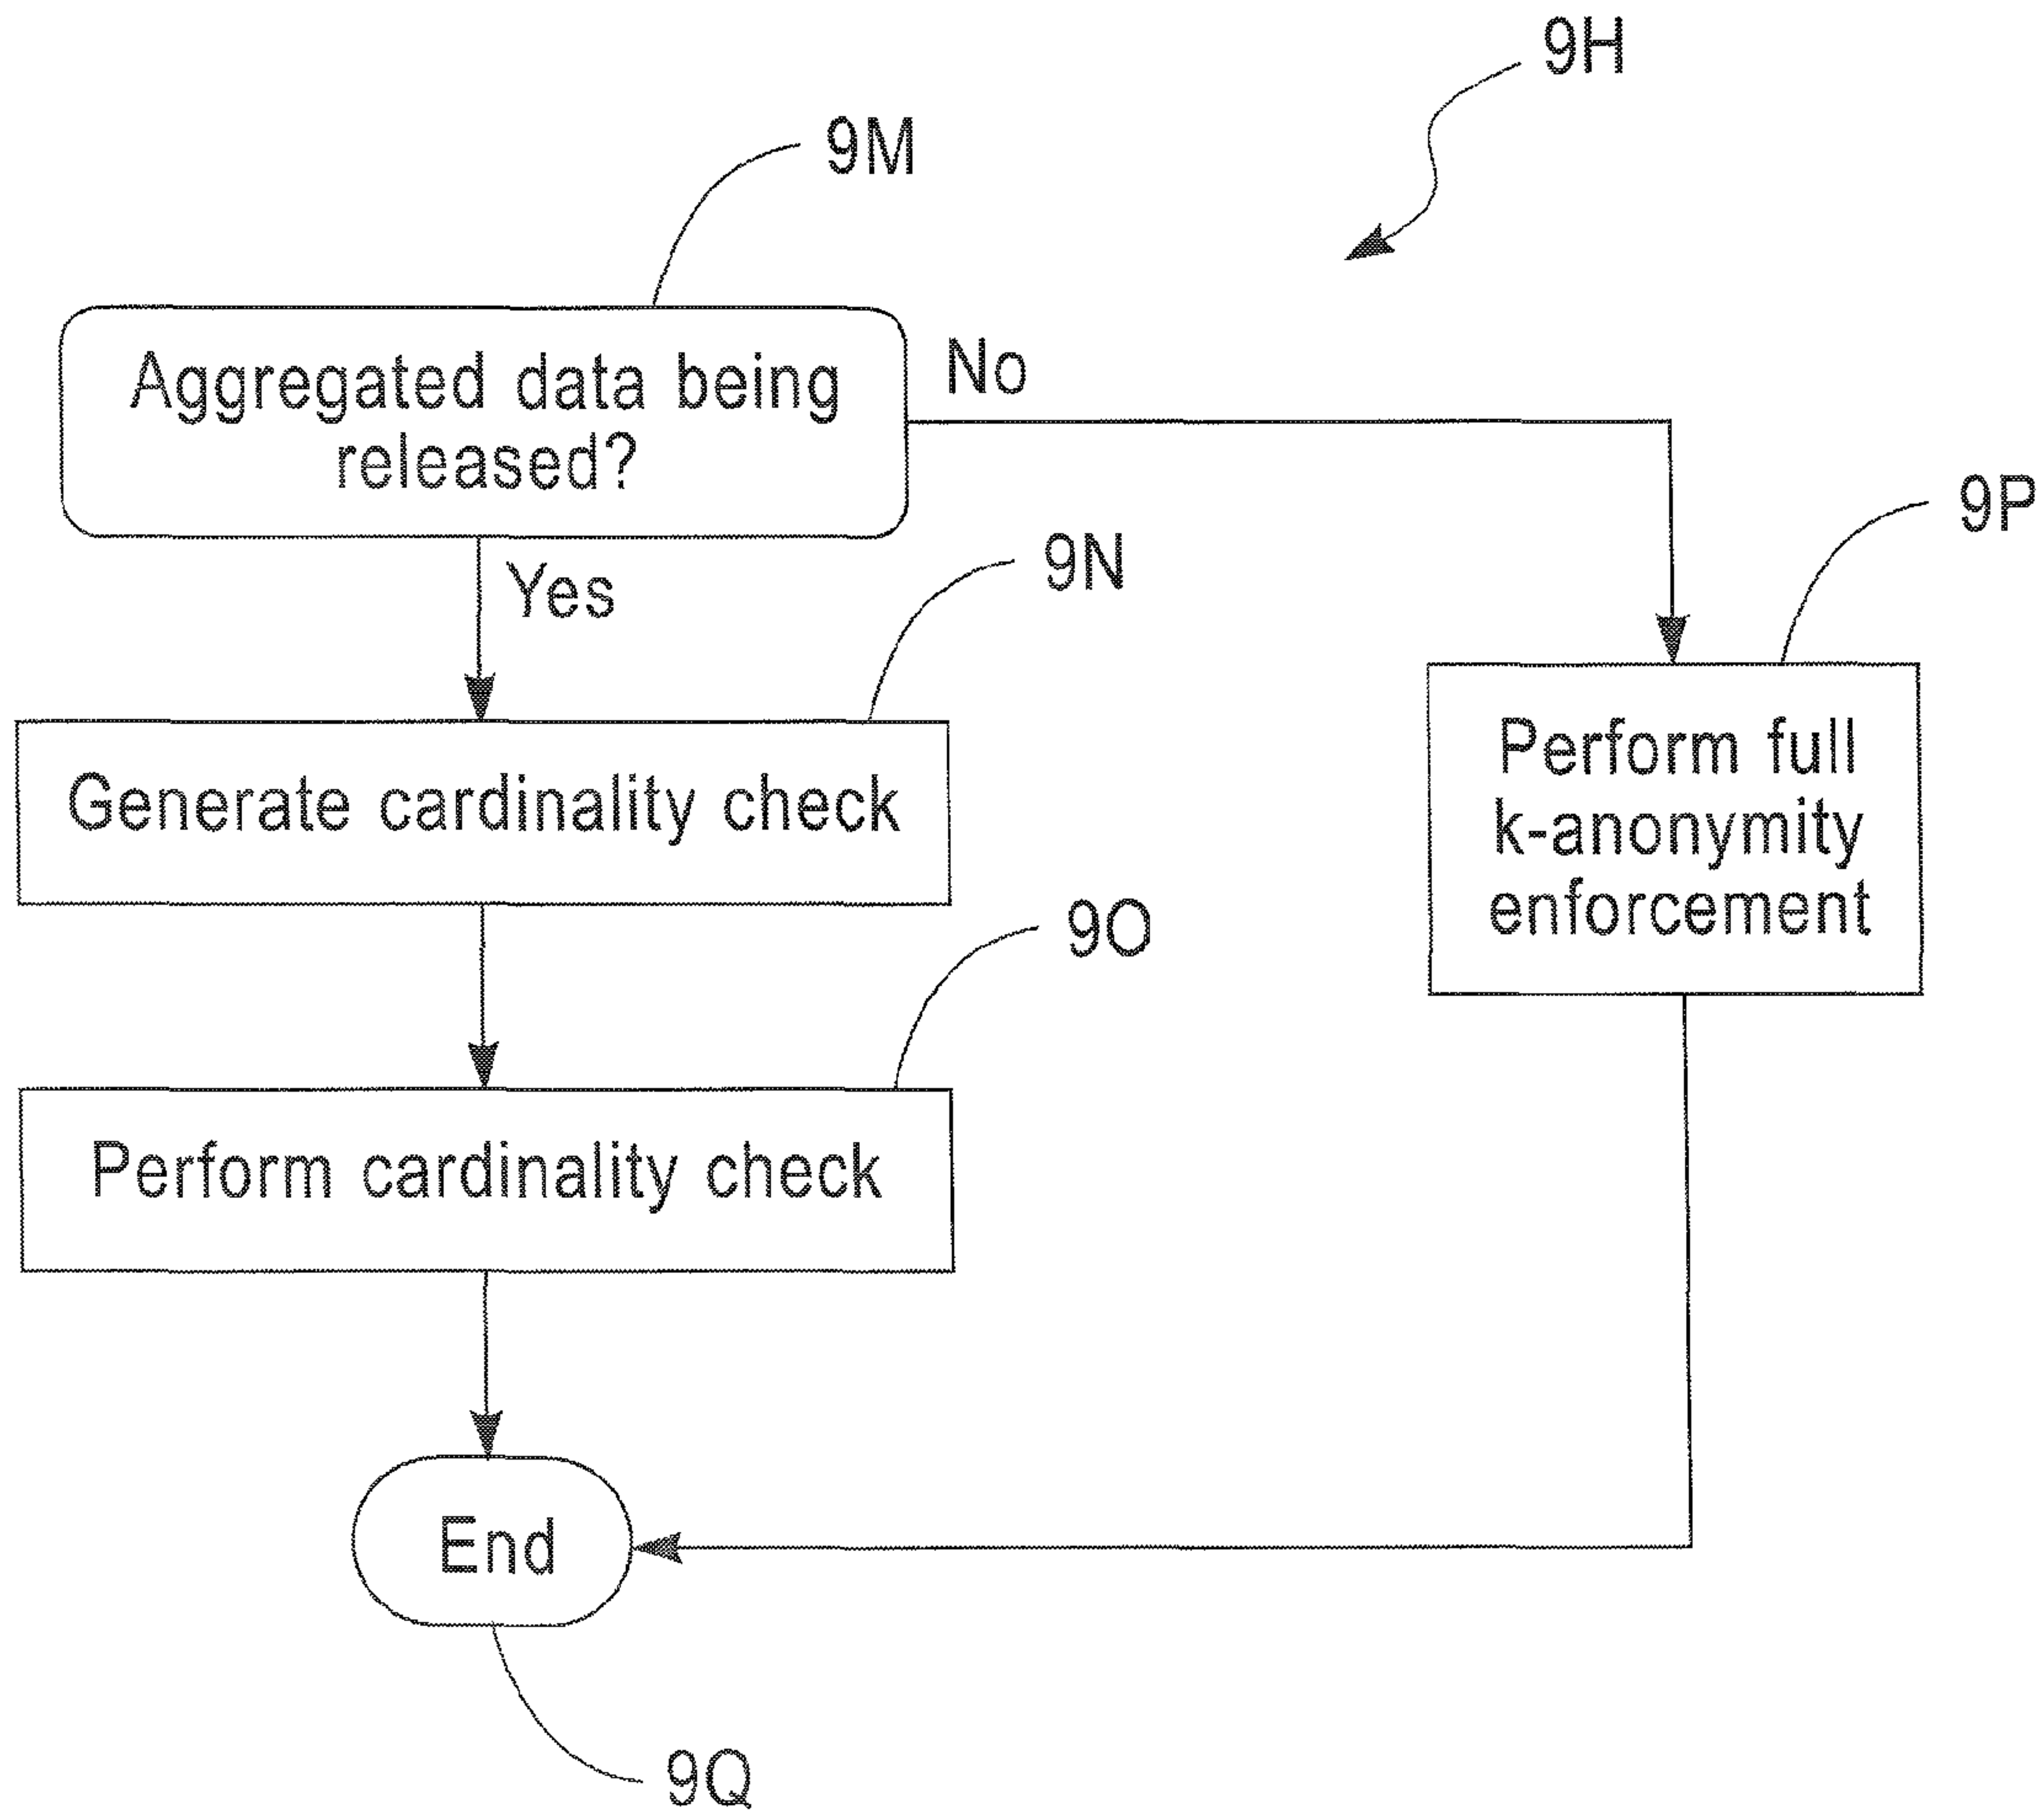 9H
9M
Aggregated data being
released?
No
Yes
9N
9P
Generate cardinality check
Perform full
k-anonymity
enforcement
9O
Perform cardinality check
End
9Q